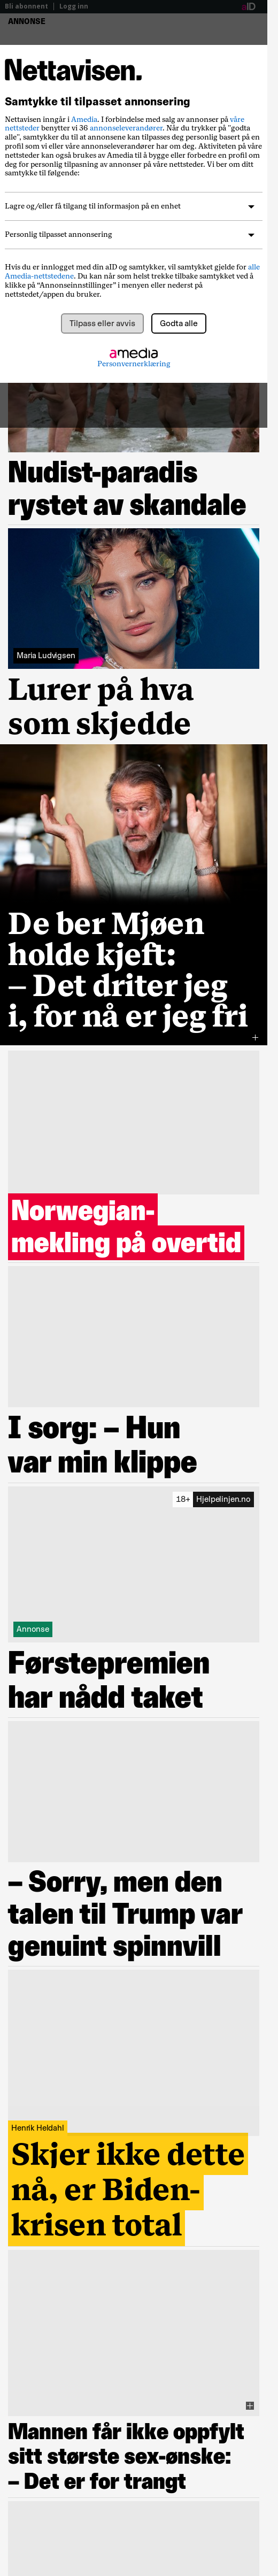 Bli abonnent | Logg inn
aID
ANNONSE
Nettavisen.
Samtykke til tilpasset annonsering
Nettavisen inngår i Amedia. I forbindelse med salg av annonser på våre
nettsteder benytter vi 36 annonseleverandører. Når du trykker på "godta
alle", samtykker du til at annonsene kan tilpasses deg personlig basert på en
profil som vi eller våre annonseleverandører har om deg. Aktiviteten på våre
nettsteder kan også brukes av Amedia til å bygge eller forbedre en profil om
deg for personlig tilpasning av annonser på våre nettsteder. Vi ber om ditt
samtykke til følgende:
Lagre og/eller få tilgang til informasjon på en enhet
Personlig tilpasset annonsering
Hvis du er innlogget med din aID og samtykker, vil samtykket gjelde for alle
Amedia-nettstedene. Du kan når som helst trekke tilbake samtykket ved å
klikke på “Annonseinnstillinger” i menyen eller nederst på
nettstedet/appen du bruker.
Tilpass eller avvis
Godta alle
amedia
Personvernerklæring
Nudist-paradis
rystet av skandale
Maria Ludvigsen
Lurer på hva
som skjedde
De ber Mjøen
holde kjeft:
– Det driter jeg
i, for nå er jeg fri
Norwegian-
mekling på overtid
I sorg: – Hun
var min klippe
18+ Hjelpelinjen.no
Annonse
Førstepremien
har nådd taket
– Sorry, men den
talen til Trump var
genuint spinnvill
Henrik Heldahl
Skjer ikke dette
nå, er Biden-
krisen total
Mannen får ikke oppfylt
sitt største sex-ønske:
– Det er for trangt